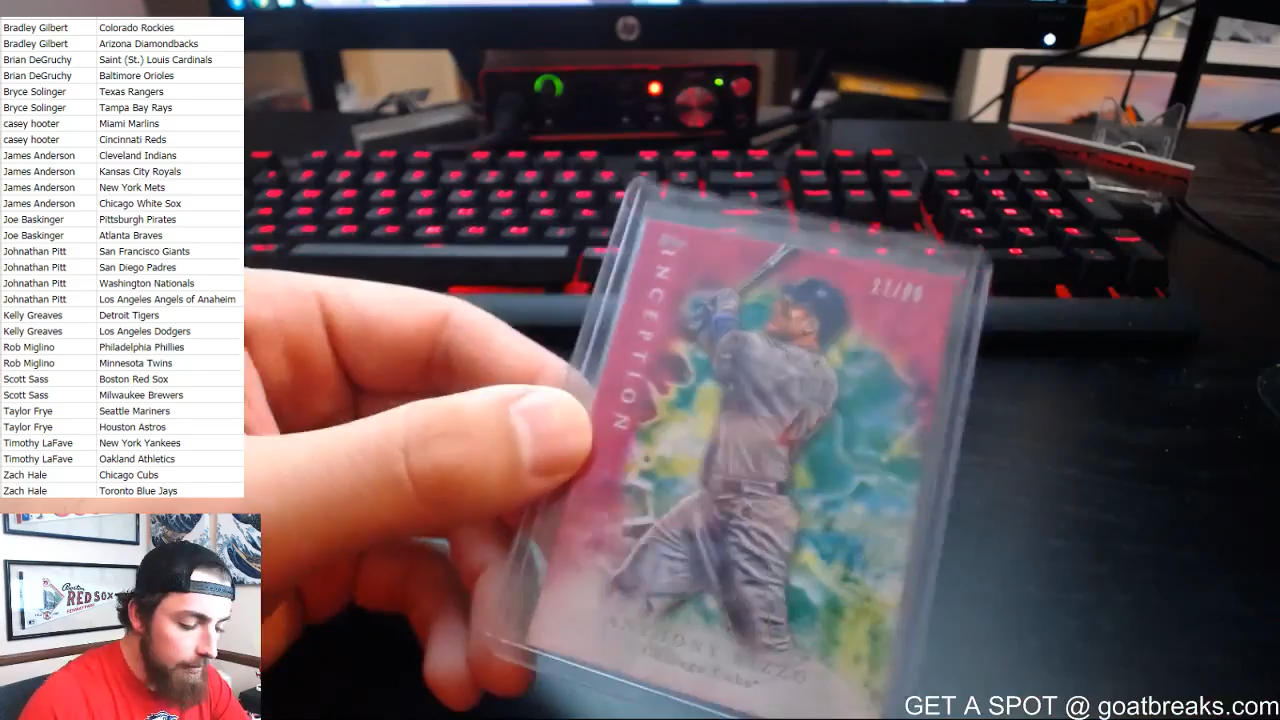 Bradley Gilbert Colorado Rockies
Bradley Gilbert Arizona Diamondbacks
Brian DeGruchy Saint (St.) Louis Cardinals
Brian DeGruchy Baltimore Orioles
Bryce Solinger Texas Rangers
Bryce Solinger Tampa Bay Rays
casey hooter Miami Marlins
casey hooter Cincinnati Reds
James Anderson Cleveland Indians
James Anderson Kansas City Royals
James Anderson New York Mets
James Anderson Chicago White Sox
Joe Baskinger Pittsburgh Pirates
Joe Baskinger Atlanta Braves
Johnathan Pitt San Francisco Giants
Johnathan Pitt San Diego Padres
Johnathan Pitt Washington Nationals
Johnathan Pitt Los Angeles Angels of Anaheim
Kelly Greaves Detroit Tigers
Kelly Greaves Los Angeles Dodgers
Rob Miglino Philadelphia Phillies
Rob Miglino Minnesota Twins
Scott Sass Boston Red Sox
Scott Sass Milwaukee Brewers
Taylor Frye Seattle Mariners
Taylor Frye Houston Astros
Timothy LaFave New York Yankees
Timothy LaFave Oakland Athletics
Zach Hale Chicago Cubs
Zach Hale Toronto Blue Jays
hp
INCEPTION
ANTHONY RIZZO
Chicago Cubs
Boston
RED SOX
GET A SPOT @ goatbreaks.com